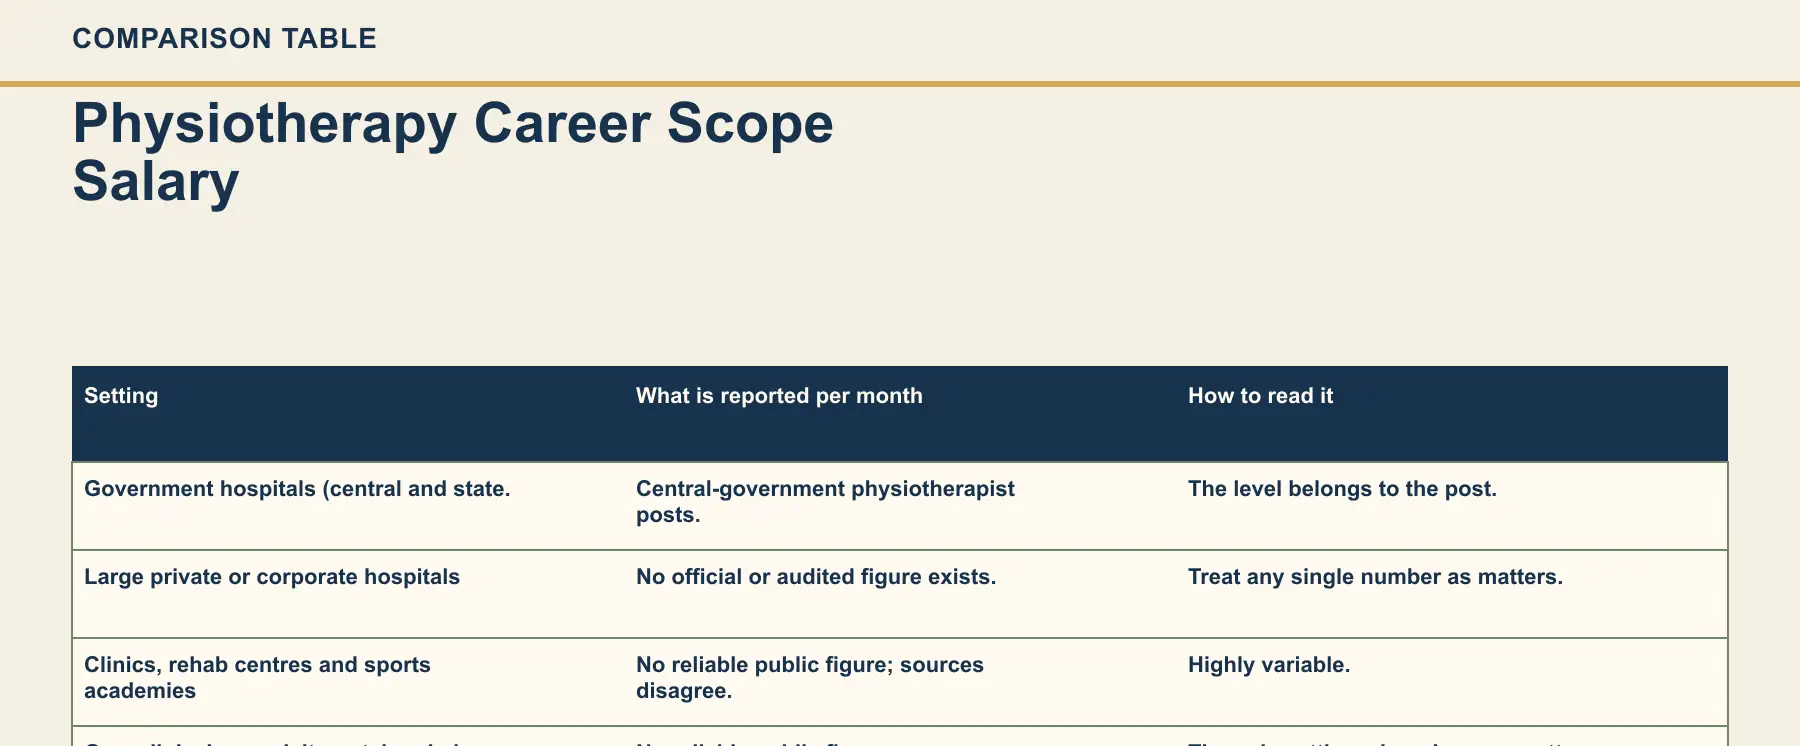 COMPARISON TABLE
Physiotherapy Career Scope
Salary
Setting
What is reported per month
How to read it
Government hospitals (central and state.
Central-government physiotherapist
posts.
The level belongs to the post.
Large private or corporate hospitals
No official or audited figure exists.
Treat any single number as matters.
Clinics, rehab centres and sports
academies
No reliable public figure; sources
disagree.
Highly variable.